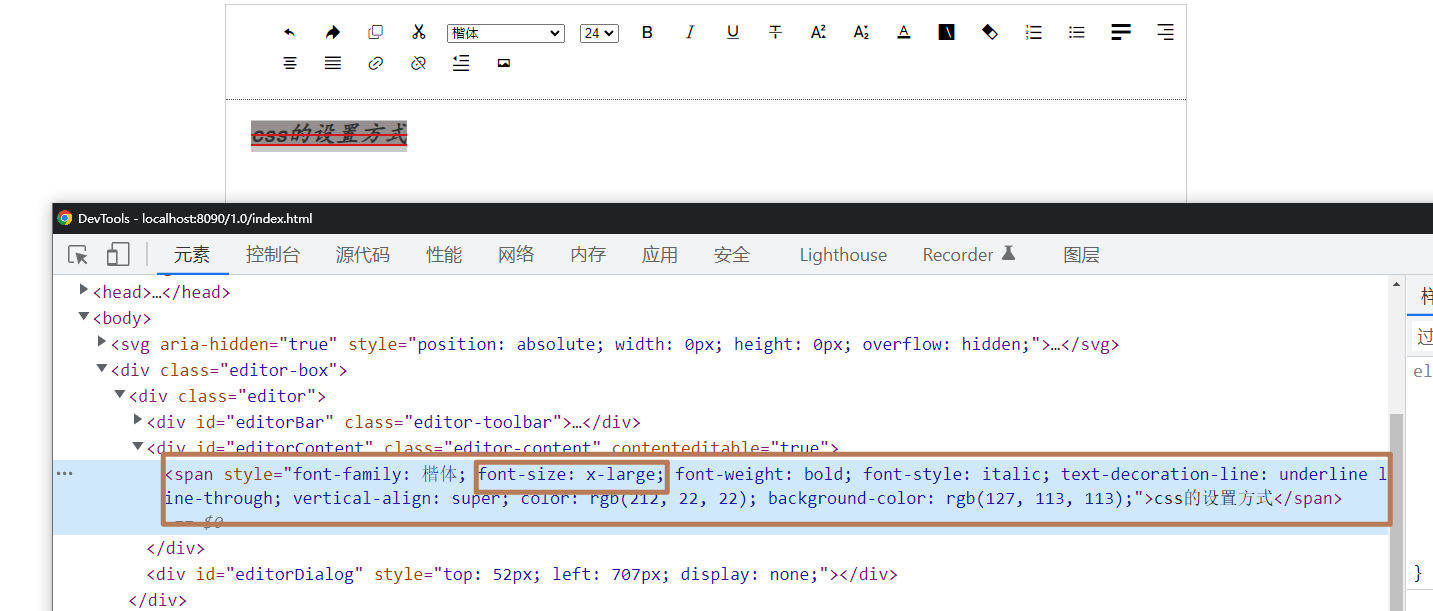 楷体 24 B I U T A² A₂ A
css的设置方式
DevTools - localhost:8090/1.0/index.html
元素 控制台 源代码 性能 网络 内存 应用 安全 Lighthouse Recorder 图层
<head>…</head>
样
<body>
<svg aria-hidden="true" style="position: absolute; width: 0px; height: 0px; overflow: hidden;">…</svg>
过
<div class="editor-box">
el
<div class="editor">
<div id="editorBar" class="editor-toolbar">…</div>
<div id="editorContent" class="editor-content" contenteditable="true">
<span style="font-family: 楷体; font-size: x-large; font-weight: bold; font-style: italic; text-decoration-line: underline l
ine-through; vertical-align: super; color: rgb(212, 22, 22); background-color: rgb(127, 113, 113);">css的设置方式</span>
== $0
</div>
<div id="editorDialog" style="top: 52px; left: 707px; display: none;"></div>
}
</div>